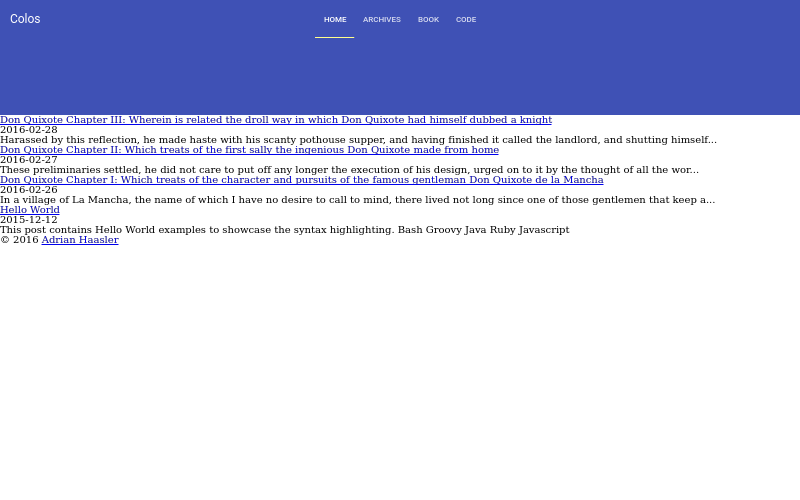 Colos
HOME ARCHIVES BOOK CODE
Don Quixote Chapter III: Wherein is related the droll way in which Don Quixote had himself dubbed a knight
2016-02-28
Harassed by this reflection, he made haste with his scanty pothouse supper, and having finished it called the landlord, and shutting himself...
Don Quixote Chapter II: Which treats of the first sally the ingenious Don Quixote made from home
2016-02-27
These preliminaries settled, he did not care to put off any longer the execution of his design, urged on to it by the thought of all the wor...
Don Quixote Chapter I: Which treats of the character and pursuits of the famous gentleman Don Quixote de la Mancha
2016-02-26
In a village of La Mancha, the name of which I have no desire to call to mind, there lived not long since one of those gentlemen that keep a...
Hello World
2015-12-12
This post contains Hello World examples to showcase the syntax highlighting. Bash Groovy Java Ruby Javascript
© 2016 Adrian Haasler